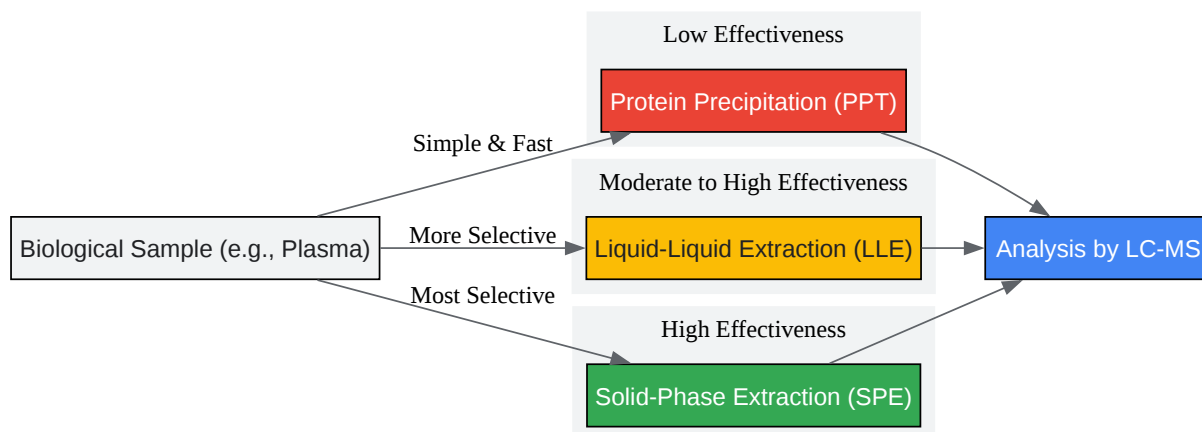 Low Effectiveness
Protein Precipitation (PPT)
Simple & Fast
Moderate to High Effectiveness
Biological Sample (e.g., Plasma)
More Selective
Liquid-Liquid Extraction (LLE)
Analysis by LC-MS
Most Selective
High Effectiveness
Solid-Phase Extraction (SPE)